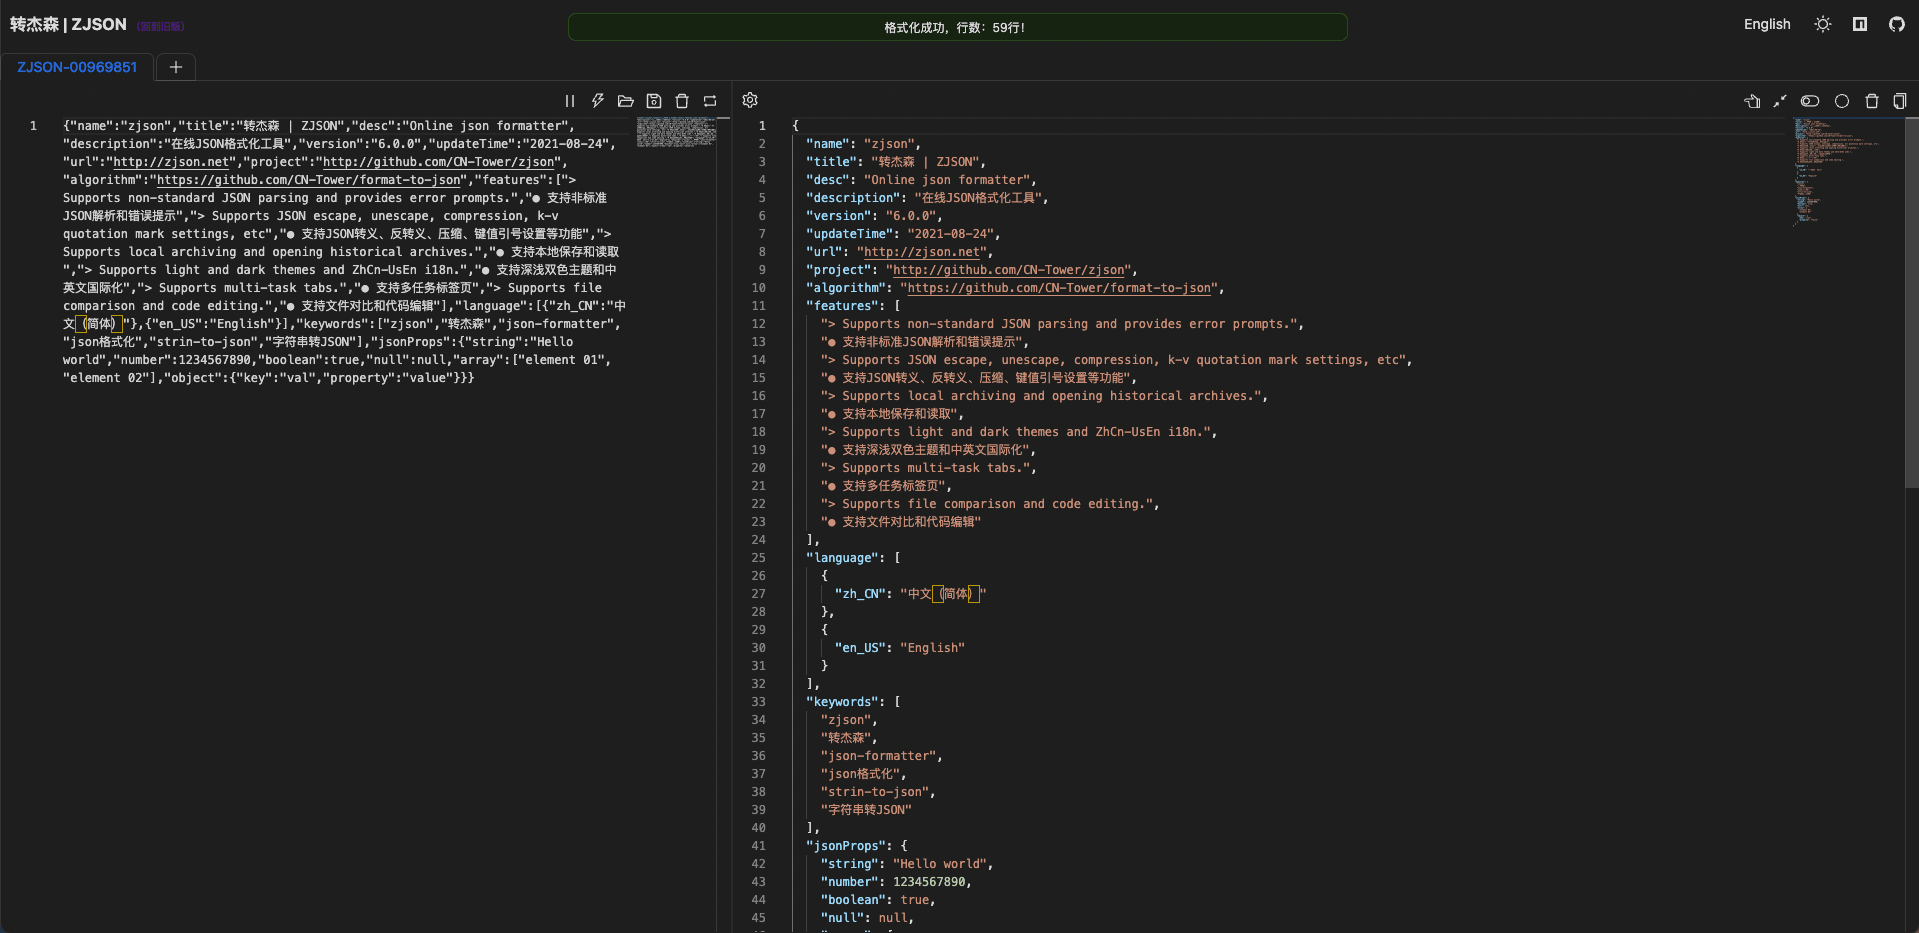 转杰森 | ZJSON (回到旧版)
格式化成功，行数：59行！
English
ZJSON-00969851
+
1
{"name":"zjson","title":"转杰森 | ZJSON","desc":"Online json formatter",
"description":"在线JSON格式化工具","version":"6.0.0","updateTime":"2021-08-24",
"url":"http://zjson.net","project":"http://github.com/CN-Tower/zjson",
"algorithm":"https://github.com/CN-Tower/format-to-json","features":[">
Supports non-standard JSON parsing and provides error prompts.","● 支持非标准
JSON解析和错误提示","> Supports JSON escape, unescape, compression, k-v
quotation mark settings, etc","● 支持JSON转义、反转义、压缩、键值引号设置等功能",">
Supports local archiving and opening historical archives.","● 支持本地保存和读取
","> Supports light and dark themes and ZhCn-UsEn i18n.","● 支持深浅双色主题和中
英文国际化","> Supports multi-task tabs.","● 支持多任务标签页","> Supports file
comparison and code editing.","● 支持文件对比和代码编辑"],"language":[{"zh_CN":"中
文（简体）"},{"en_US":"English"}],"keywords":["zjson","转杰森","json-formatter",
"json格式化","strin-to-json","字符串转JSON"],"jsonProps":{"string":"Hello
world","number":1234567890,"boolean":true,"null":null,"array":["element 01",
"element 02"],"object":{"key":"val","property":"value"}}}
1 {
2 "name": "zjson",
3 "title": "转杰森 | ZJSON",
4 "desc": "Online json formatter",
5 "description": "在线JSON格式化工具",
6 "version": "6.0.0",
7 "updateTime": "2021-08-24",
8 "url": "http://zjson.net",
9 "project": "http://github.com/CN-Tower/zjson",
10 "algorithm": "https://github.com/CN-Tower/format-to-json",
11 "features": [
12 "> Supports non-standard JSON parsing and provides error prompts.",
13 "● 支持非标准JSON解析和错误提示",
14 "> Supports JSON escape, unescape, compression, k-v quotation mark settings, etc",
15 "● 支持JSON转义、反转义、压缩、键值引号设置等功能",
16 "> Supports local archiving and opening historical archives.",
17 "● 支持本地保存和读取",
18 "> Supports light and dark themes and ZhCn-UsEn i18n.",
19 "● 支持深浅双色主题和中英文国际化",
20 "> Supports multi-task tabs.",
21 "● 支持多任务标签页",
22 "> Supports file comparison and code editing.",
23 "● 支持文件对比和代码编辑"
24 ],
25 "language": [
26 {
27 "zh_CN": "中文（简体）"
28 },
29 {
30 "en_US": "English"
31 }
32 ],
33 "keywords": [
34 "zjson",
35 "转杰森",
36 "json-formatter",
37 "json格式化",
38 "strin-to-json",
39 "字符串转JSON"
40 ],
41 "jsonProps": {
42 "string": "Hello world",
43 "number": 1234567890,
44 "boolean": true,
45 "null": null,